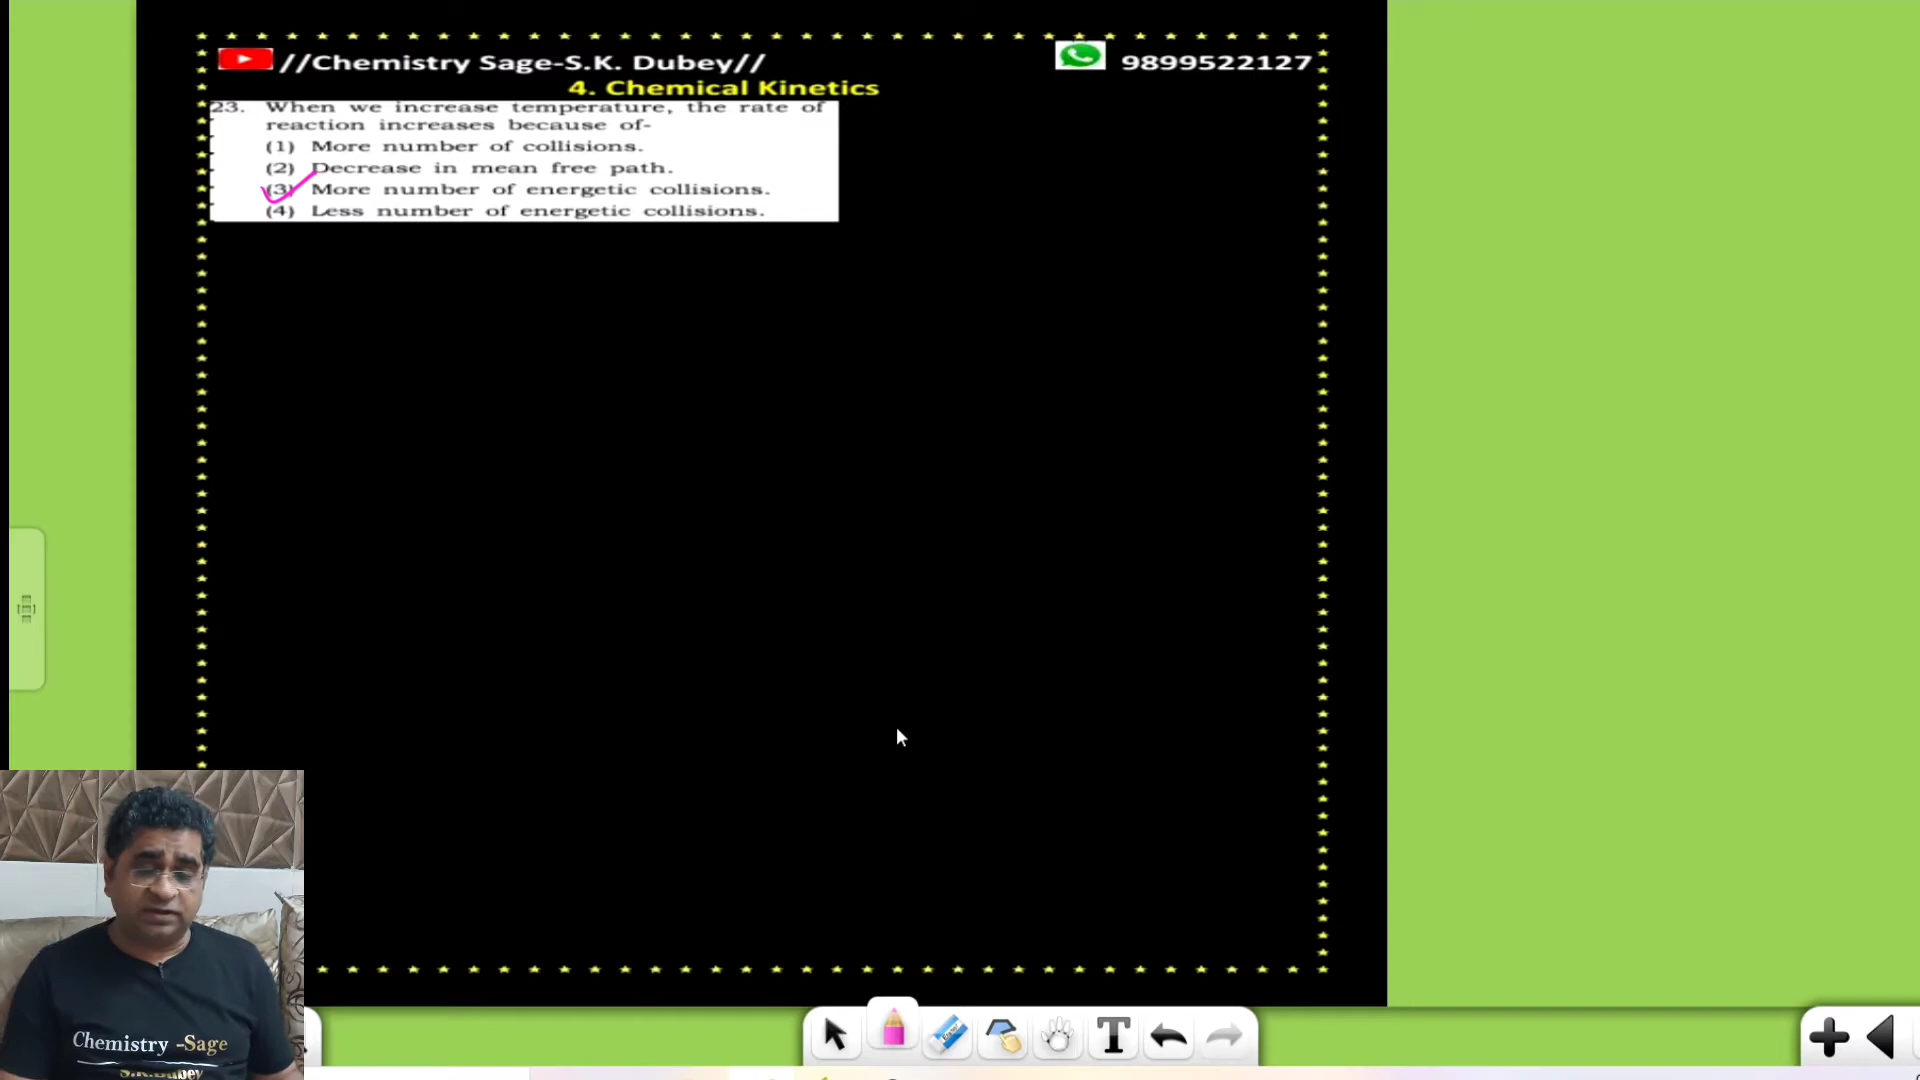 //Chemistry Sage-S.K. Dubey//
9899522127
4. Chemical Kinetics
23. When we increase temperature, the rate of
reaction increases because of-
(1) More number of collisions.
(2) Decrease in mean free path.
(3) More number of energetic collisions.
(4) Less number of energetic collisions.
Chemistry -Sage
S.K.Dubey
T